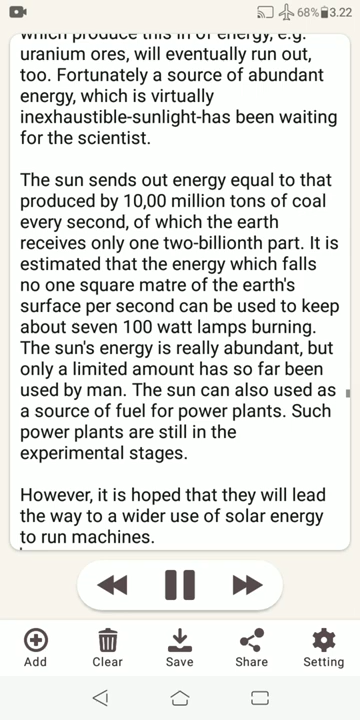 68% 3.22
which produce this in of energy, e.g.
uranium ores, will eventually run out,
too. Fortunately a source of abundant
energy, which is virtually
inexhaustible-sunlight-has been waiting
for the scientist.
The sun sends out energy equal to that
produced by 10,00 million tons of coal
every second, of which the earth
receives only one two-billionth part. It is
estimated that the energy which falls
no one square matre of the earth's
surface per second can be used to keep
about seven 100 watt lamps burning.
The sun's energy is really abundant, but
only a limited amount has so far been
used by man. The sun can also used as
a source of fuel for power plants. Such
power plants are still in the
experimental stages.
However, it is hoped that they will lead
the way to a wider use of solar energy
to run machines.
Add Clear Save Share Setting